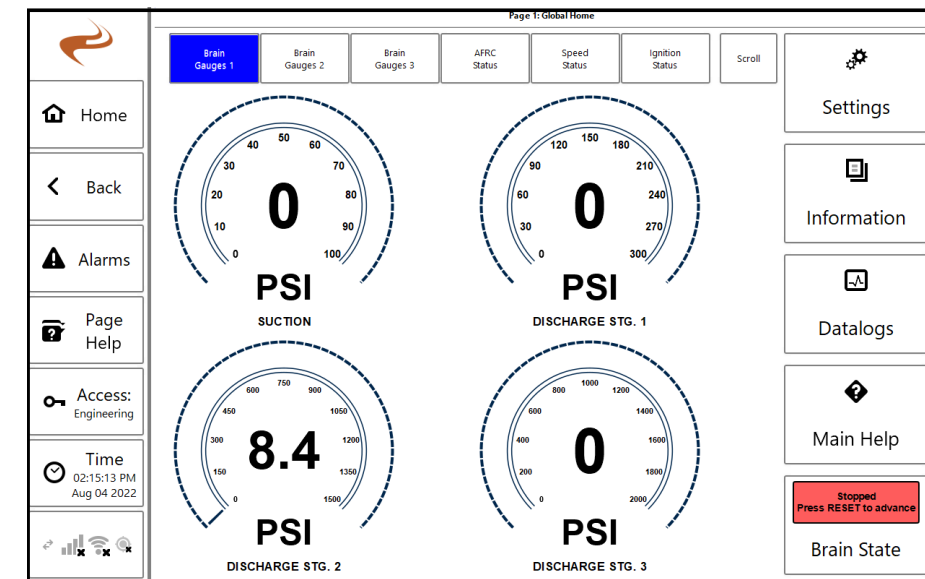 Page 1: Global Home
Brain
Gauges 1
Brain
Gauges 2
Brain
Gauges 3
AFRC
Status
Speed
Status
Ignition
Status
Scroll
Home
Back
Alarms
Page
Help
Access:
Engineering
Time
02:15:13 PM
Aug 04 2022
0
10
20
30
40
50
60
70
80
90
100
0
PSI
SUCTION
0
30
60
90
120
150
180
210
240
270
300
0
PSI
DISCHARGE STG. 1
0
150
300
450
600
750
900
1050
1200
1350
1500
8.4
PSI
DISCHARGE STG. 2
0
200
400
600
800
1000
1200
1400
1600
1800
2000
0
PSI
DISCHARGE STG. 3
Settings
Information
Datalogs
Main Help
Stopped
Press RESET to advance
Brain State